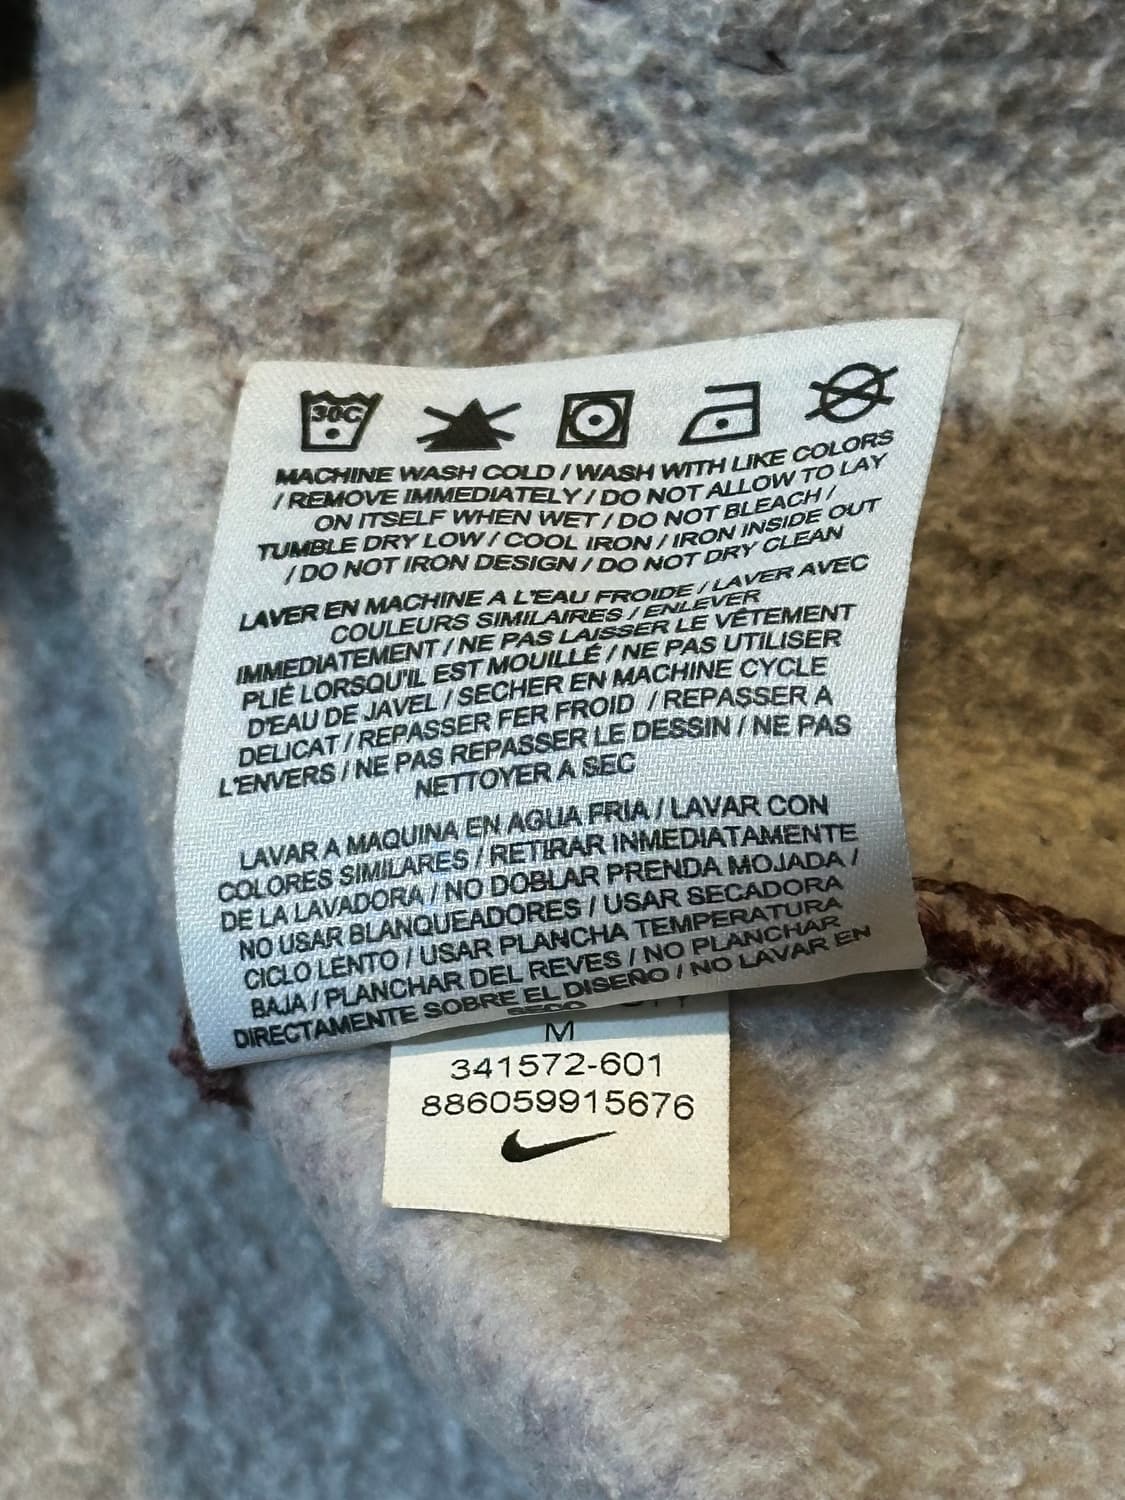 30C
MACHINE WASH COLD / WASH WITH LIKE COLORS
/ REMOVE IMMEDIATELY / DO NOT ALLOW TO LAY
ON ITSELF WHEN WET / DO NOT BLEACH /
TUMBLE DRY LOW / COOL IRON / IRON INSIDE OUT
/ DO NOT IRON DESIGN / DO NOT DRY CLEAN
LAVER EN MACHINE A L'EAU FROIDE / LAVER AVEC
COULEURS SIMILAIRES / ENLEVER
IMMEDIATEMENT / NE PAS LAISSER LE VÊTEMENT
PLIÉ LORSQU'IL EST MOUILLÉ / NE PAS UTILISER
D'EAU DE JAVEL / SECHER EN MACHINE CYCLE
DELICAT / REPASSER FER FROID / REPASSER A
L'ENVERS / NE PAS REPASSER LE DESSIN / NE PAS
NETTOYER A SEC
LAVAR A MAQUINA EN AGUA FRIA / LAVAR CON
COLORES SIMILARES / RETIRAR INMEDIATAMENTE
DE LA LAVADORA / NO DOBLAR PRENDA MOJADA /
NO USAR BLANQUEADORES / USAR SECADORA
CICLO LENTO / USAR PLANCHA TEMPERATURA
BAJA / PLANCHAR DEL REVES / NO PLANCHAR
DIRECTAMENTE SOBRE EL DISEÑO / NO LAVAR EN
SECO
M
341572-601
886059915676